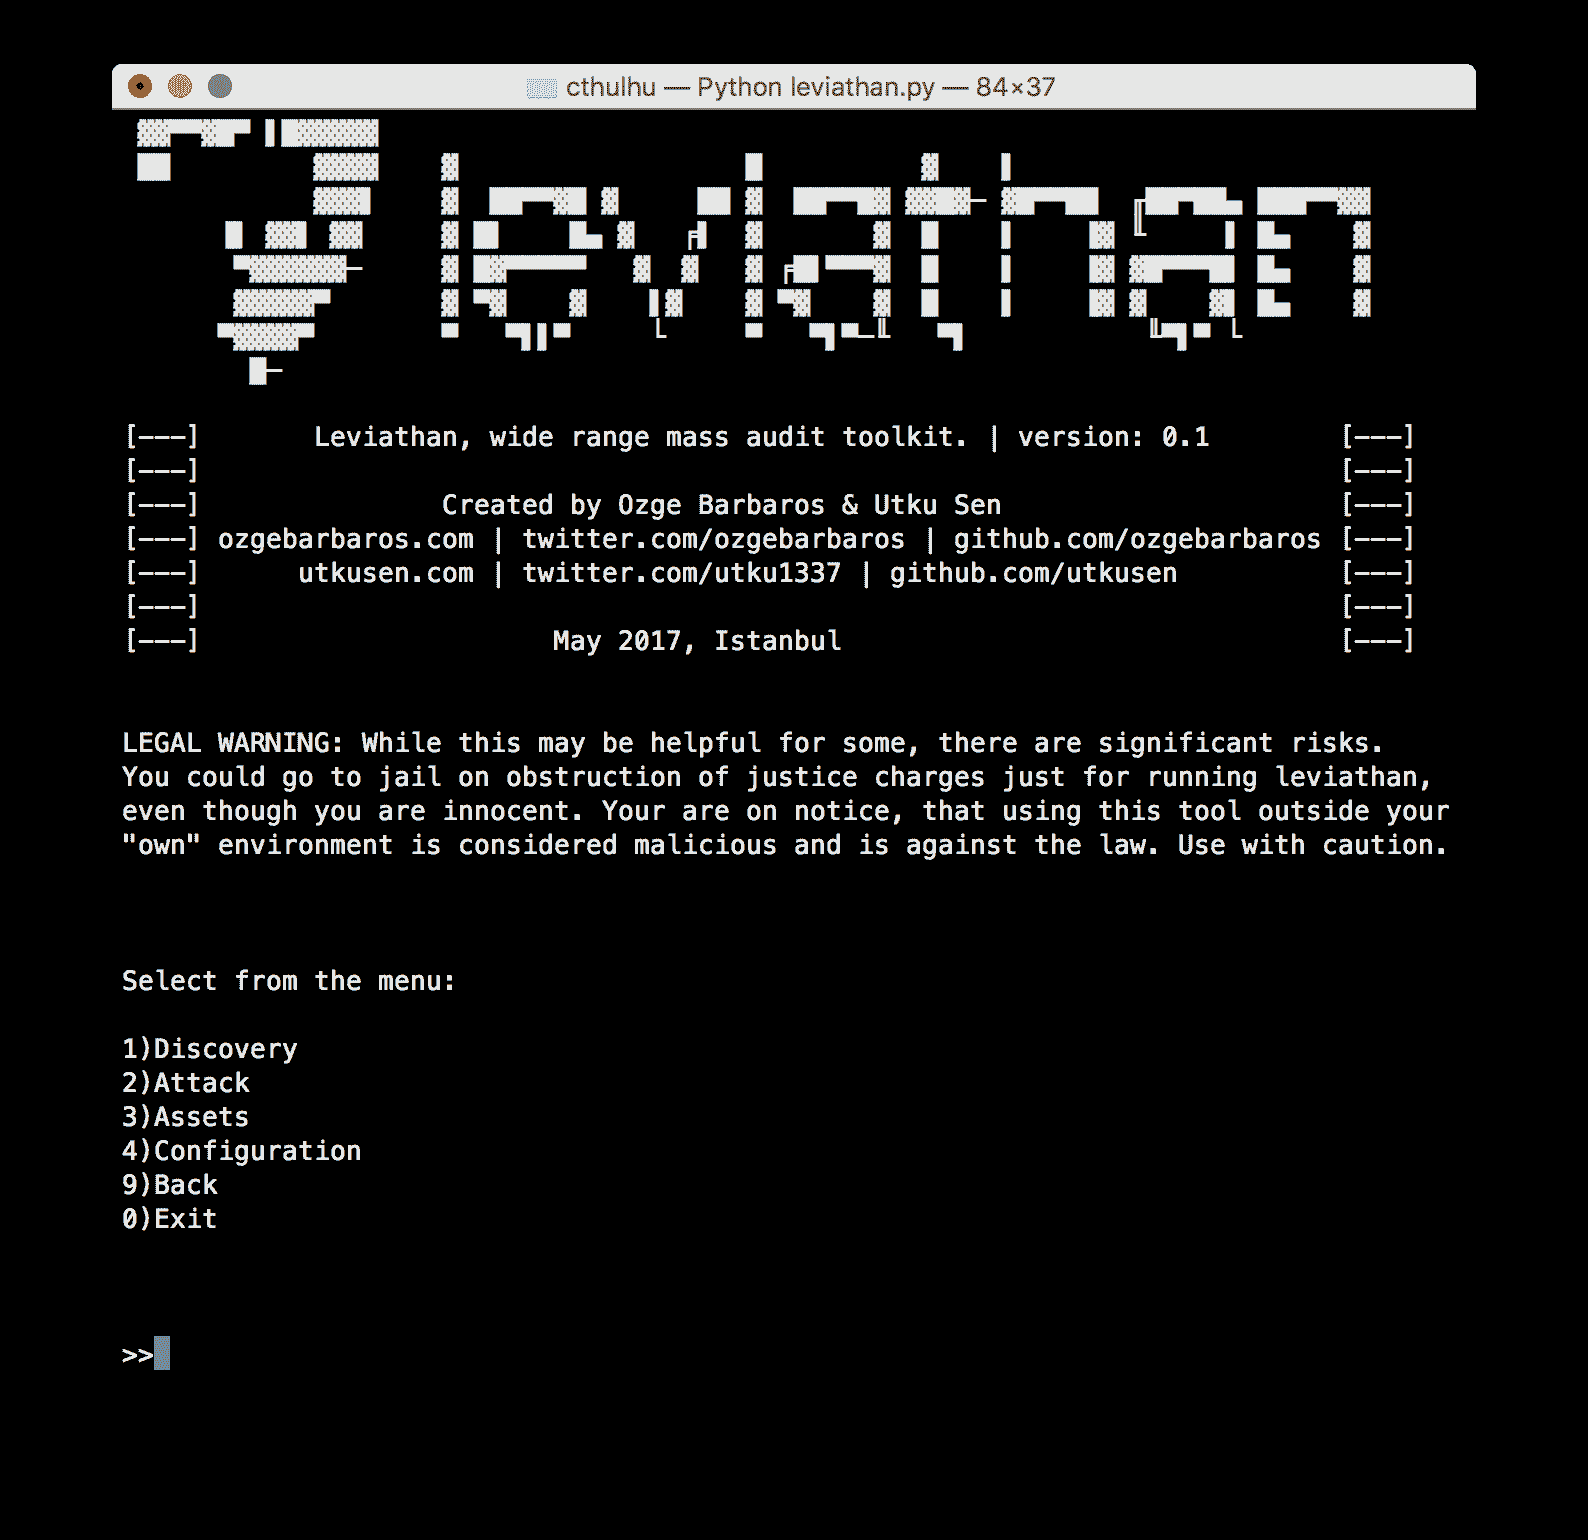 cthulhu — Python leviathan.py — 84×37
leviathan
[---] Leviathan, wide range mass audit toolkit. | version: 0.1 [---]
[---] [---]
[---] Created by Ozge Barbaros & Utku Sen [---]
[---] ozgebarbaros.com | twitter.com/ozgebarbaros | github.com/ozgebarbaros [---]
[---] utkusen.com | twitter.com/utku1337 | github.com/utkusen [---]
[---] [---]
[---] May 2017, Istanbul [---]
LEGAL WARNING: While this may be helpful for some, there are significant risks.
You could go to jail on obstruction of justice charges just for running leviathan,
even though you are innocent. Your are on notice, that using this tool outside your
"own" environment is considered malicious and is against the law. Use with caution.
Select from the menu:
1)Discovery
2)Attack
3)Assets
4)Configuration
9)Back
0)Exit
>>